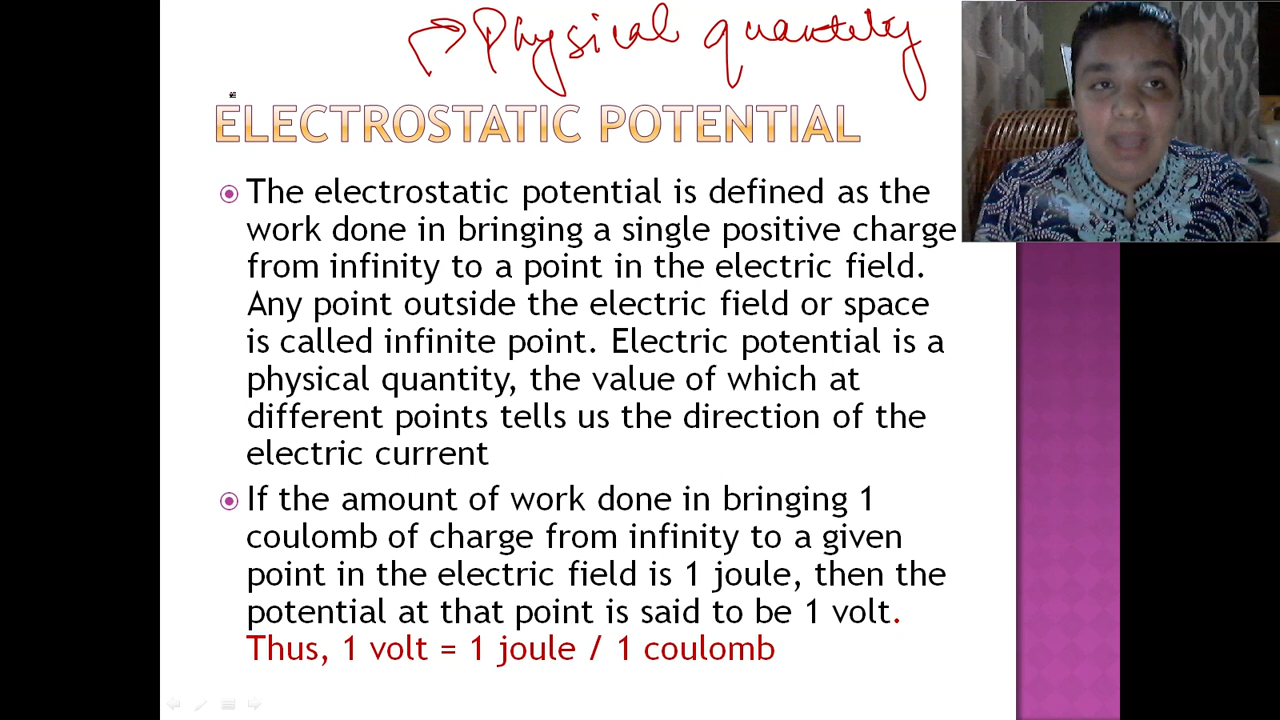 Physical quantity
ELECTROSTATIC POTENTIAL
The electrostatic potential is defined as the
work done in bringing a single positive charge
from infinity to a point in the electric field.
Any point outside the electric field or space
is called infinite point. Electric potential is a
physical quantity, the value of which at
different points tells us the direction of the
electric current
If the amount of work done in bringing 1
coulomb of charge from infinity to a given
point in the electric field is 1 joule, then the
potential at that point is said to be 1 volt.
Thus, 1 volt = 1 joule / 1 coulomb